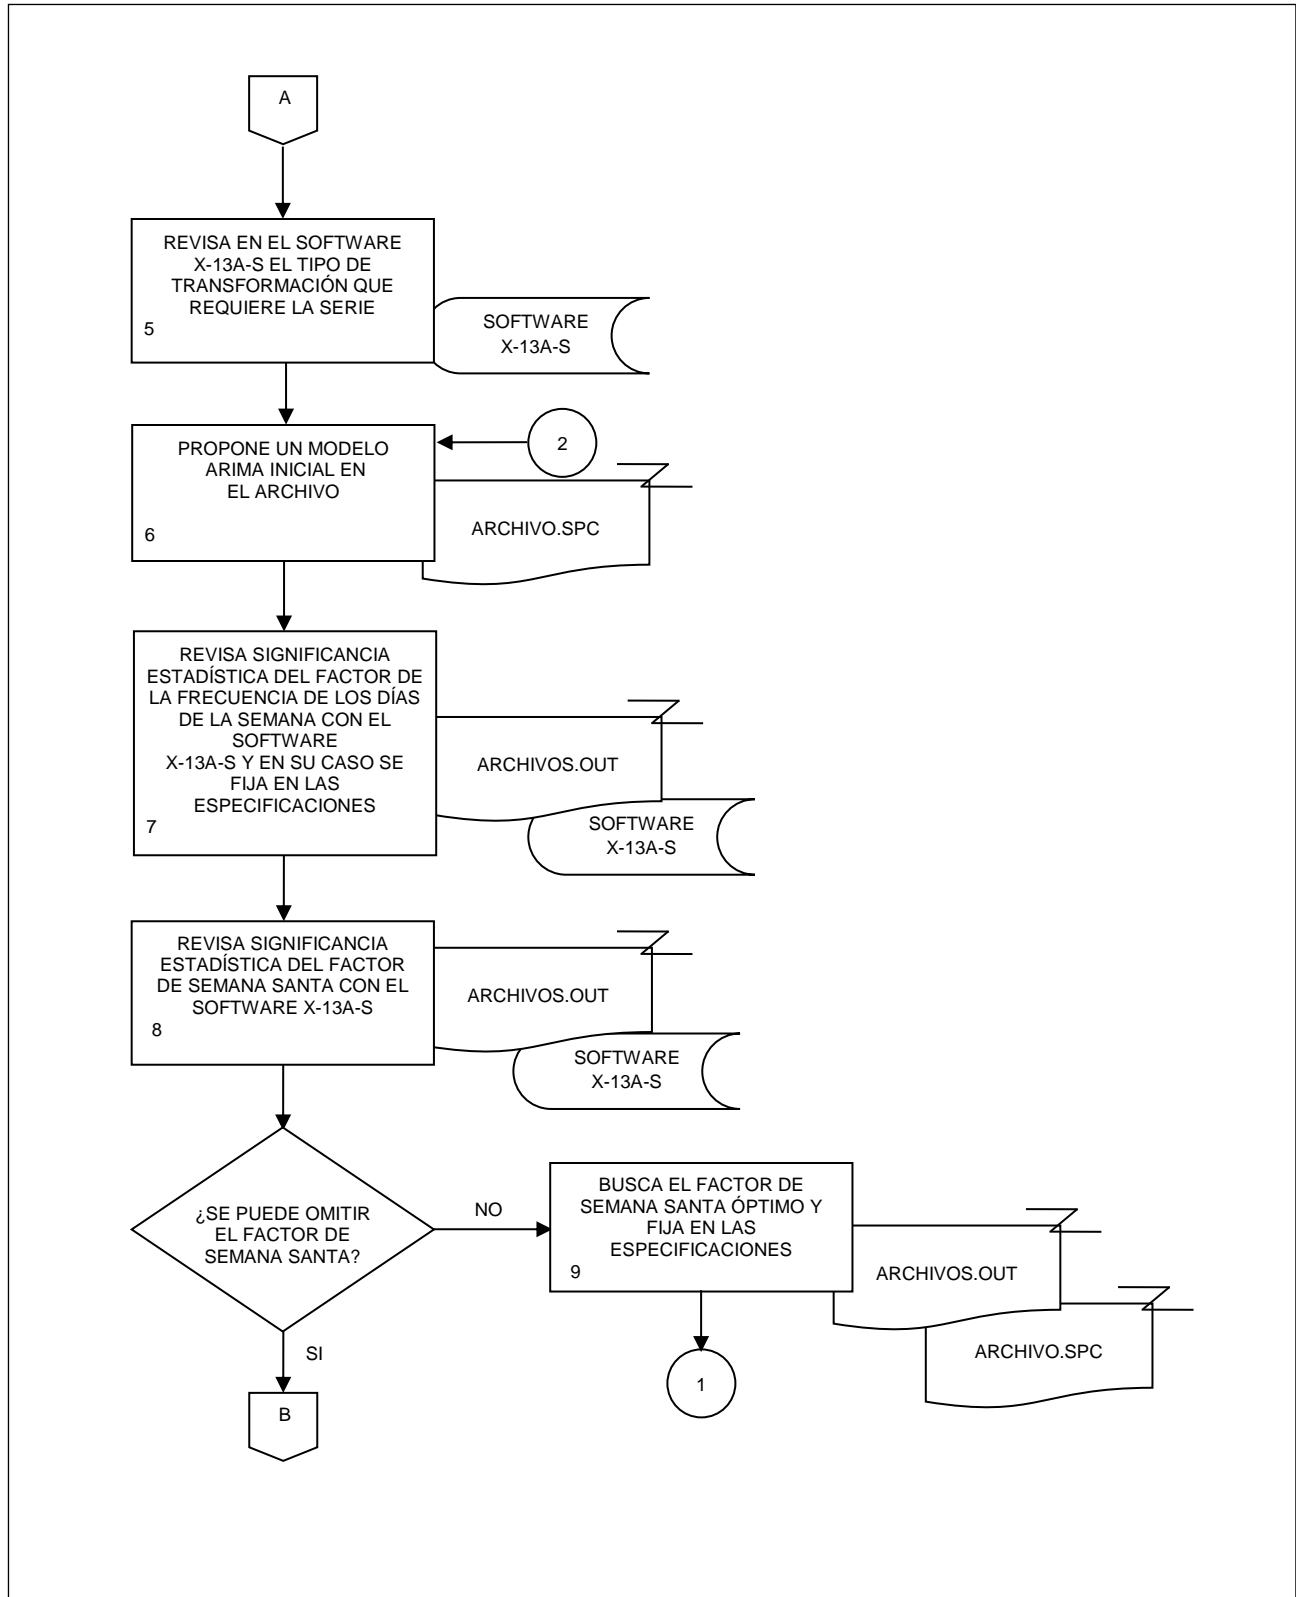 A
REVISA EN EL SOFTWARE
X-13A-S EL TIPO DE
TRANSFORMACIÓN QUE
REQUIERE LA SERIE
5
SOFTWARE
X-13A-S
2
PROPONE UN MODELO
ARIMA INICIAL EN
EL ARCHIVO
6
ARCHIVO.SPC
REVISA SIGNIFICANCIA
ESTADÍSTICA DEL FACTOR DE
LA FRECUENCIA DE LOS DÍAS
DE LA SEMANA CON EL
SOFTWARE
X-13A-S Y EN SU CASO SE
FIJA EN LAS
ESPECIFICACIONES
7
ARCHIVOS.OUT
SOFTWARE
X-13A-S
REVISA SIGNIFICANCIA
ESTADÍSTICA DEL FACTOR
DE SEMANA SANTA CON EL
SOFTWARE X-13A-S
8
ARCHIVOS.OUT
SOFTWARE
X-13A-S
¿SE PUEDE OMITIR
EL FACTOR DE
SEMANA SANTA?
NO
BUSCA EL FACTOR DE
SEMANA SANTA ÓPTIMO Y
FIJA EN LAS
ESPECIFICACIONES
9
ARCHIVOS.OUT
ARCHIVO.SPC
SI
1
B